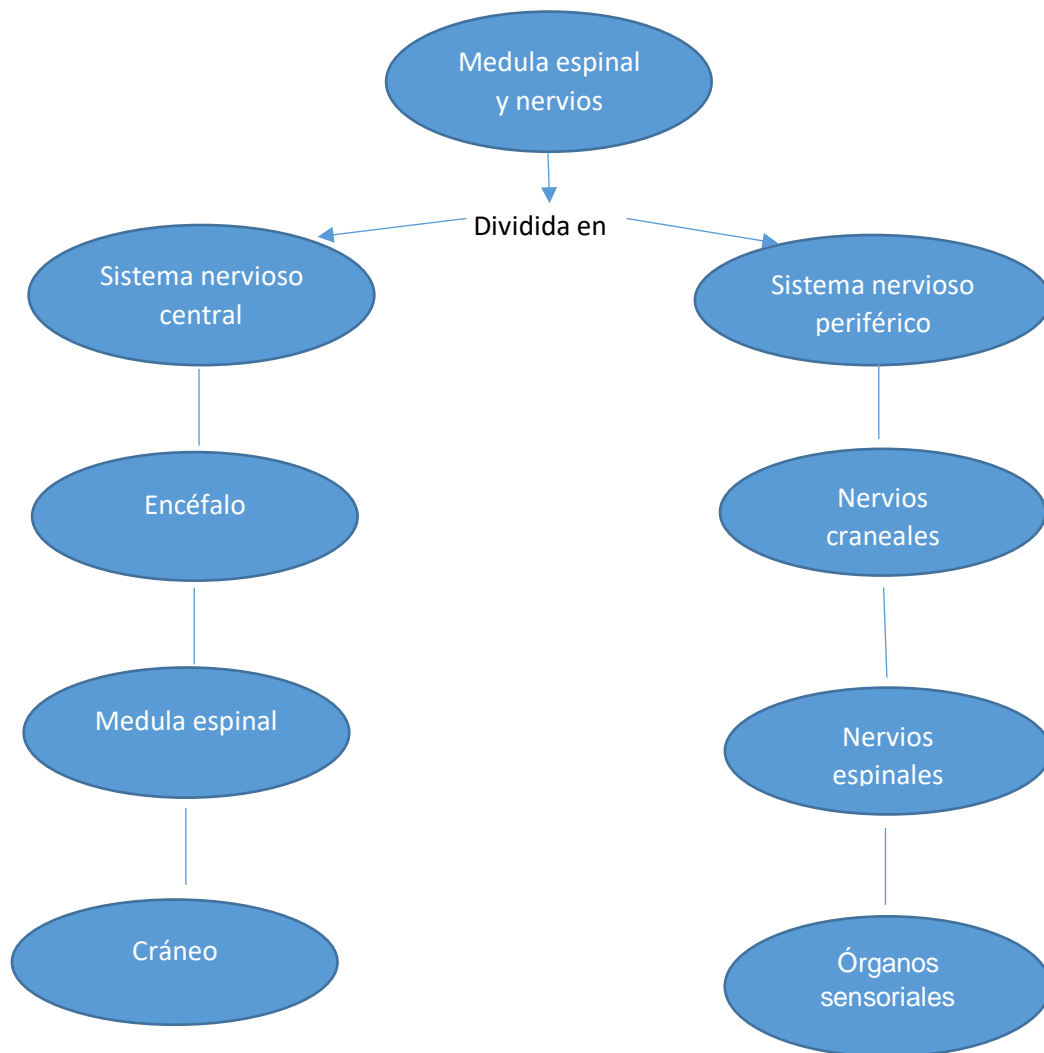 Medula espinal
y nervios
Dividida en
Sistema nervioso
central
Sistema nervioso
periférico
Encéfalo
Nervios
craneales
Medula espinal
Nervios
espinales
Cráneo
Órganos
sensoriales